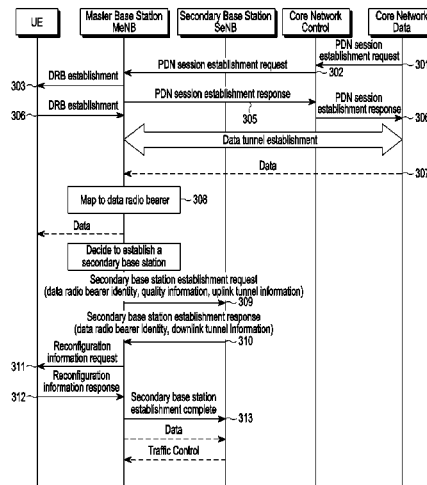 UE
Master Base Station
MeNB
Secondary Base Station
SeNB
Core Network
Control
Core Network
Data
PDN session
establishment
request
301
PDN session establishment request
302
DRB establishment
303
DRB establishment
306
PDN session establishment response
305
PDN session
establishment
response
306
Data tunnel establishment
Data
307
Map to data radio bearer
308
Data
Decide to establish a
secondary base station
Secondary base station establishment request
(data radio bearer identity, quality information, uplink tunnel information)
309
Secondary base station establishment response
(data radio bearer Identity, downlink tunnel Information)
310
Reconfiguration
information request
311
Reconfiguration
information response
312
Secondary base station
establishment complete
313
Data
Traffic Control